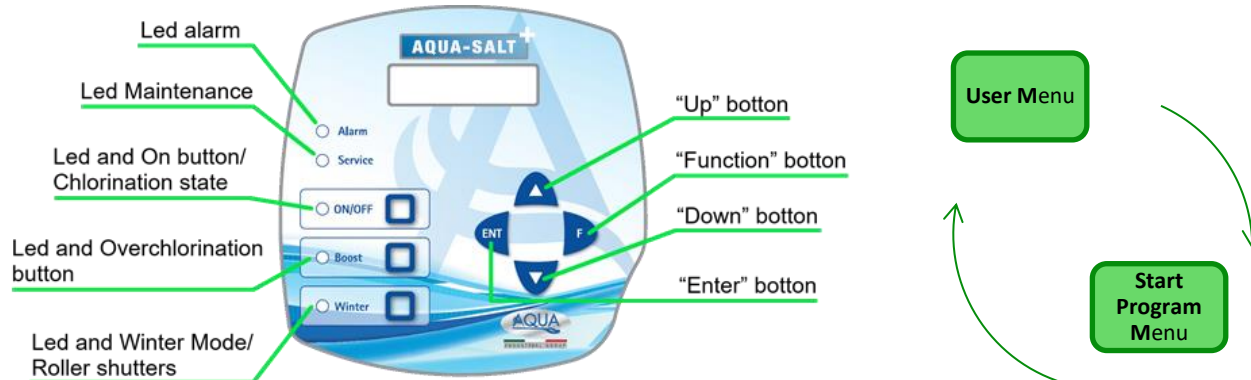 Led alarm
Led Maintenance
Led and On button/
Chlorination state
Led and Overchlorination
button
Led and Winter Mode/
Roller shutters
AQUA-SALT+
Alarm
Service
ON/OFF
Boost
Winter
ENT
F
AQUA
“Up” botton
“Function” botton
“Down” botton
“Enter” botton
User Menu
Start
Program
Menu